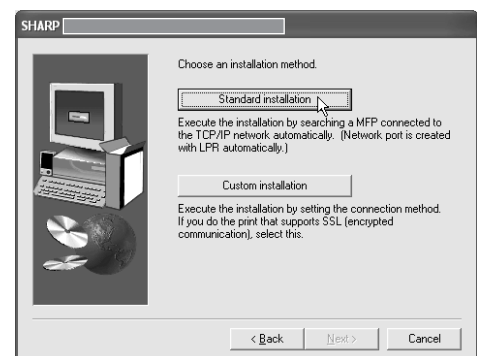 SHARP
Choose an installation method.
Standard installation
Execute the installation by searching a MFP connected to
the TCP/IP network automatically. (Network port is created
with LPR automatically.)
Custom installation
Execute the installation by setting the connection method.
If you do the print that supports SSL (encrypted
communication), select this.
< Back Next > Cancel